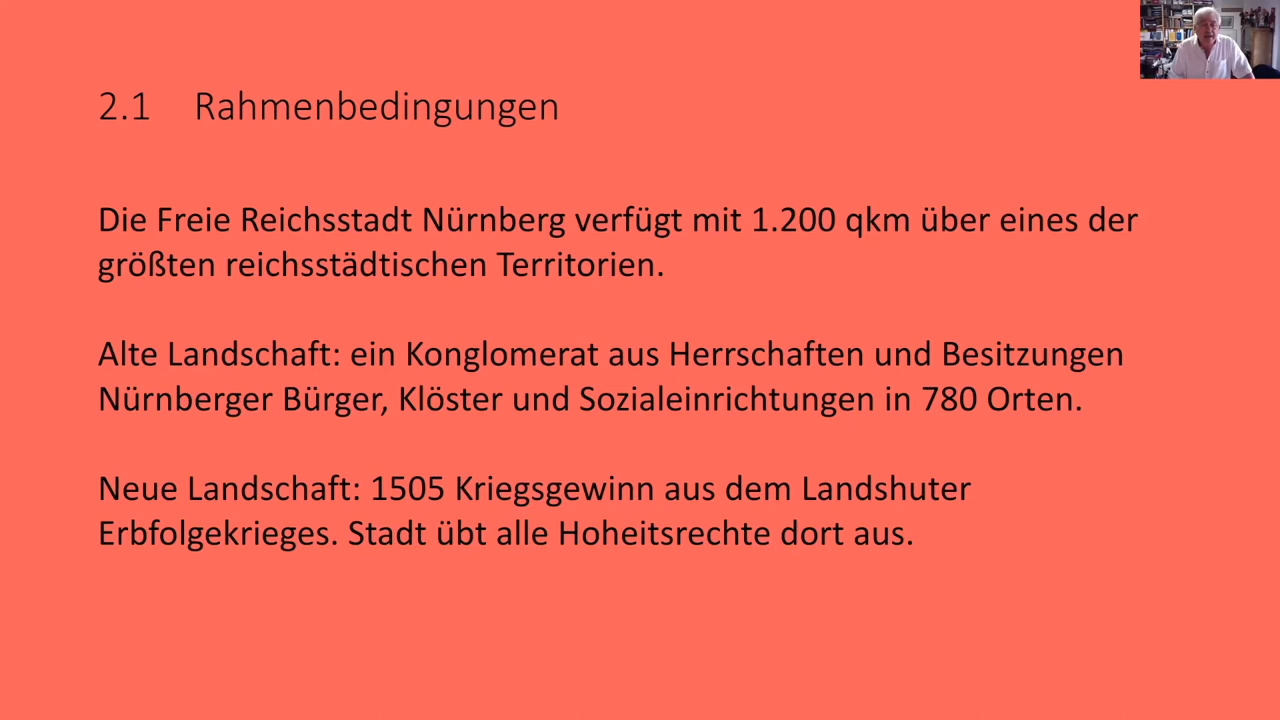 2.1 Rahmenbedingungen
Die Freie Reichsstadt Nürnberg verfügt mit 1.200 qkm über eines der
größten reichsstädtischen Territorien.
Alte Landschaft: ein Konglomerat aus Herrschaften und Besitzungen
Nürnberger Bürger, Klöster und Sozialeinrichtungen in 780 Orten.
Neue Landschaft: 1505 Kriegsgewinn aus dem Landshuter
Erbfolgekrieges. Stadt übt alle Hoheitsrechte dort aus.